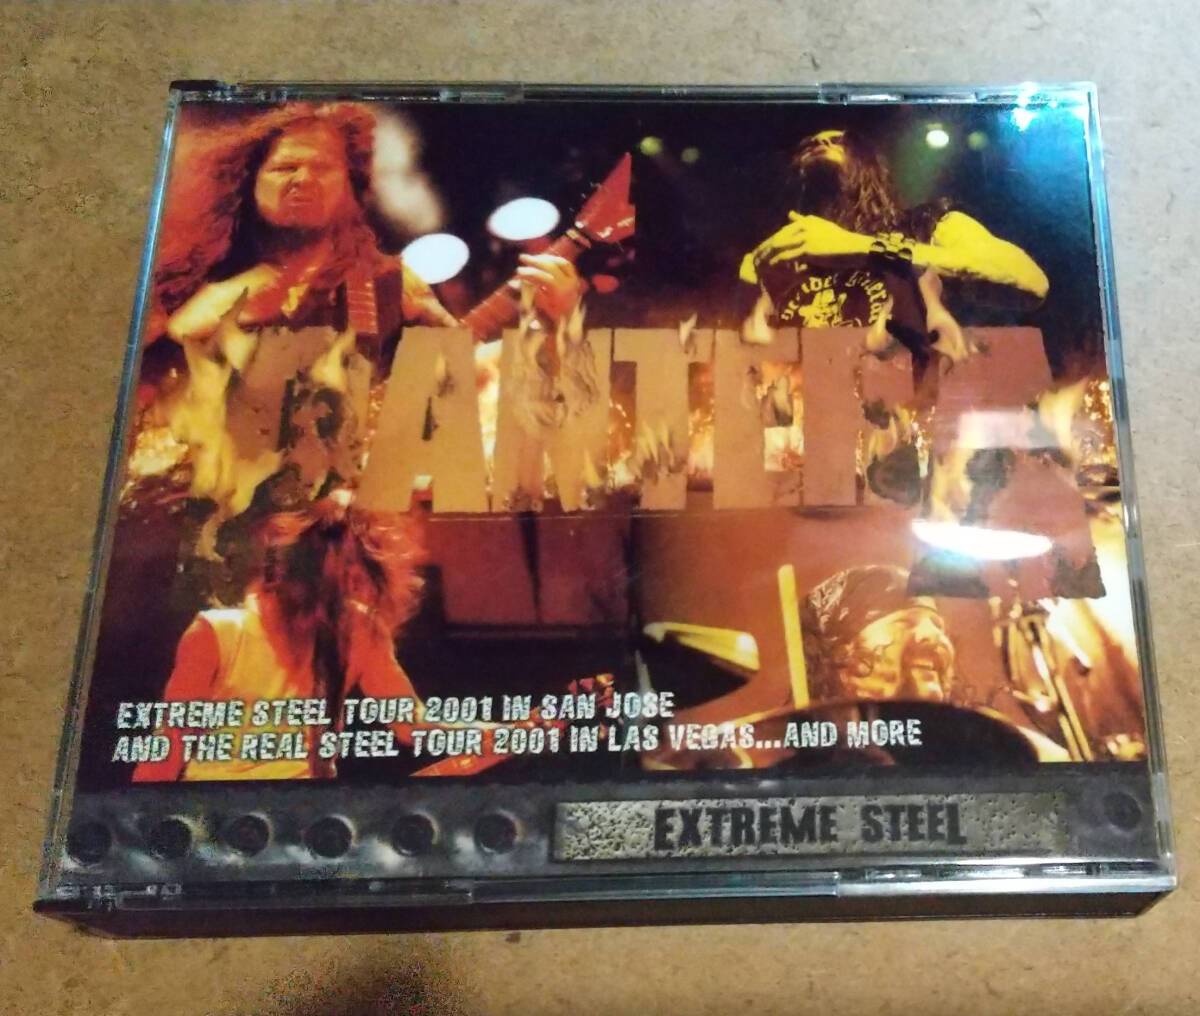 PANTERA
EXTREME STEEL TOUR 2001 IN SAN JOSE
AND THE REAL STEEL TOUR 2001 IN LAS VEGAS...AND MORE
EXTREME STEEL